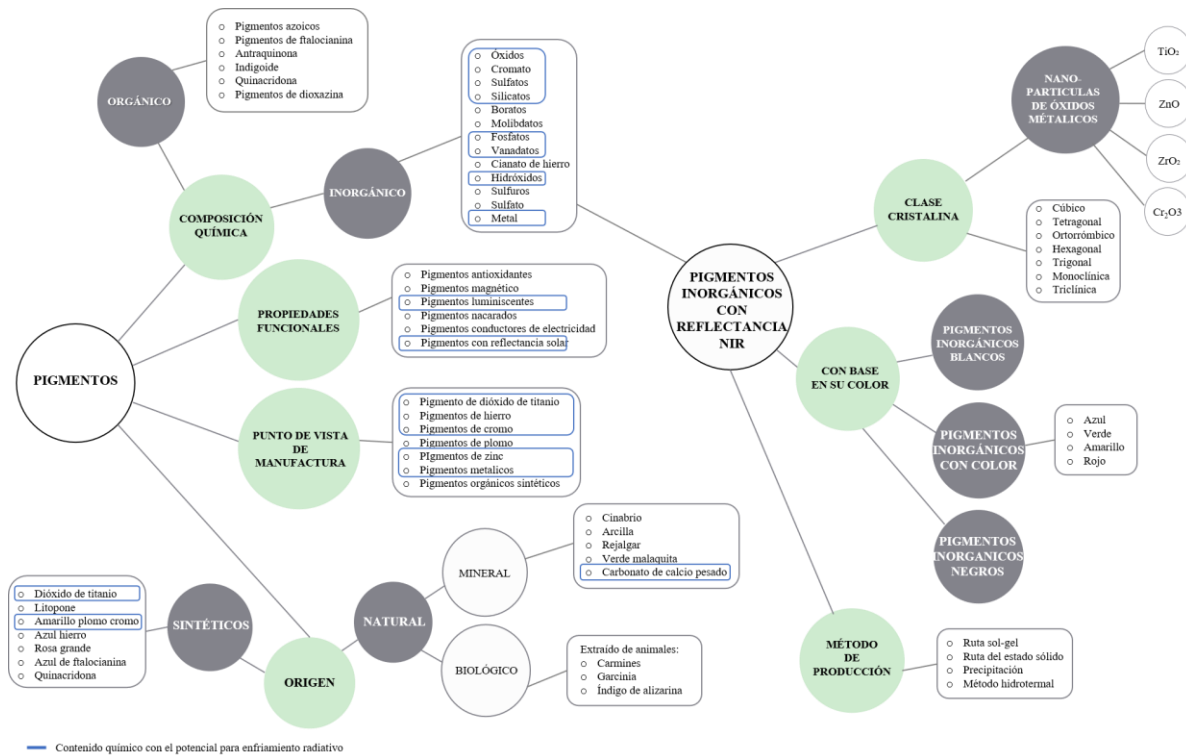 Pigmentos azoicos
Pigmentos de ftalocianina
Antraquinona
Indigoide
Quinacridona
Pigmentos de dioxazina
ORGÁNICO
INORGÁNICO
COMPOSICIÓN
QUÍMICA
Óxidos
Cromato
Sulfatos
Silicatos
Boratos
Molibdatos
Fosfatos
Vanadatos
Cianato de hierro
Hidróxidos
Sulfuros
Sulfato
Metal
PROPIEDADES
FUNCIONALES
Pigmentos antioxidantes
Pigmentos magnético
Pigmentos luminiscentes
Pigmentos nacarados
Pigmentos conductores de electricidad
Pigmentos con reflectancia solar
PIGMENTOS
PUNTO DE VISTA
DE
MANUFACTURA
Pigmento de dióxido de titanio
Pigmentos de hierro
Pigmentos de cromo
Pigmentos de plomo
PIgmentos de zinc
Pigmentos metalicos
Pigmentos orgánicos sintéticos
ORIGEN
SINTÉTICOS
Dióxido de titanio
Litopone
Amarillo plomo cromo
Azul hierro
Rosa grande
Azul de ftalocianina
Quinacridona
NATURAL
MINERAL
Cinabrio
Arcilla
Rejalgar
Verde malaquita
Carbonato de calcio pesado
BIOLÓGICO
Extraído de animales:
Carmines
Garcinia
Índigo de alizarina
PIGMENTOS
INORGÁNICOS
CON
REFLECTANCIA
NIR
CLASE
CRISTALINA
NANO-
PARTICULAS
DE ÓXIDOS
MÉTALICOS
TiO₂
ZnO
ZrO₂
Cr₂O3
Cúbico
Tetragonal
Ortorrómbico
Hexagonal
Trigonal
Monoclínica
Triclínica
CON BASE
EN SU COLOR
PIGMENTOS
INORGÁNICOS
BLANCOS
PIGMENTOS
INORGÁNICOS
CON COLOR
Azul
Verde
Amarillo
Rojo
PIGMENTOS
INORGANICOS
NEGROS
MÉTODO
DE
PRODUCCIÓN
Ruta sol-gel
Ruta del estado sólido
Precipitación
Método hidrotermal
Contenido químico con el potencial para enfriamiento radiativo